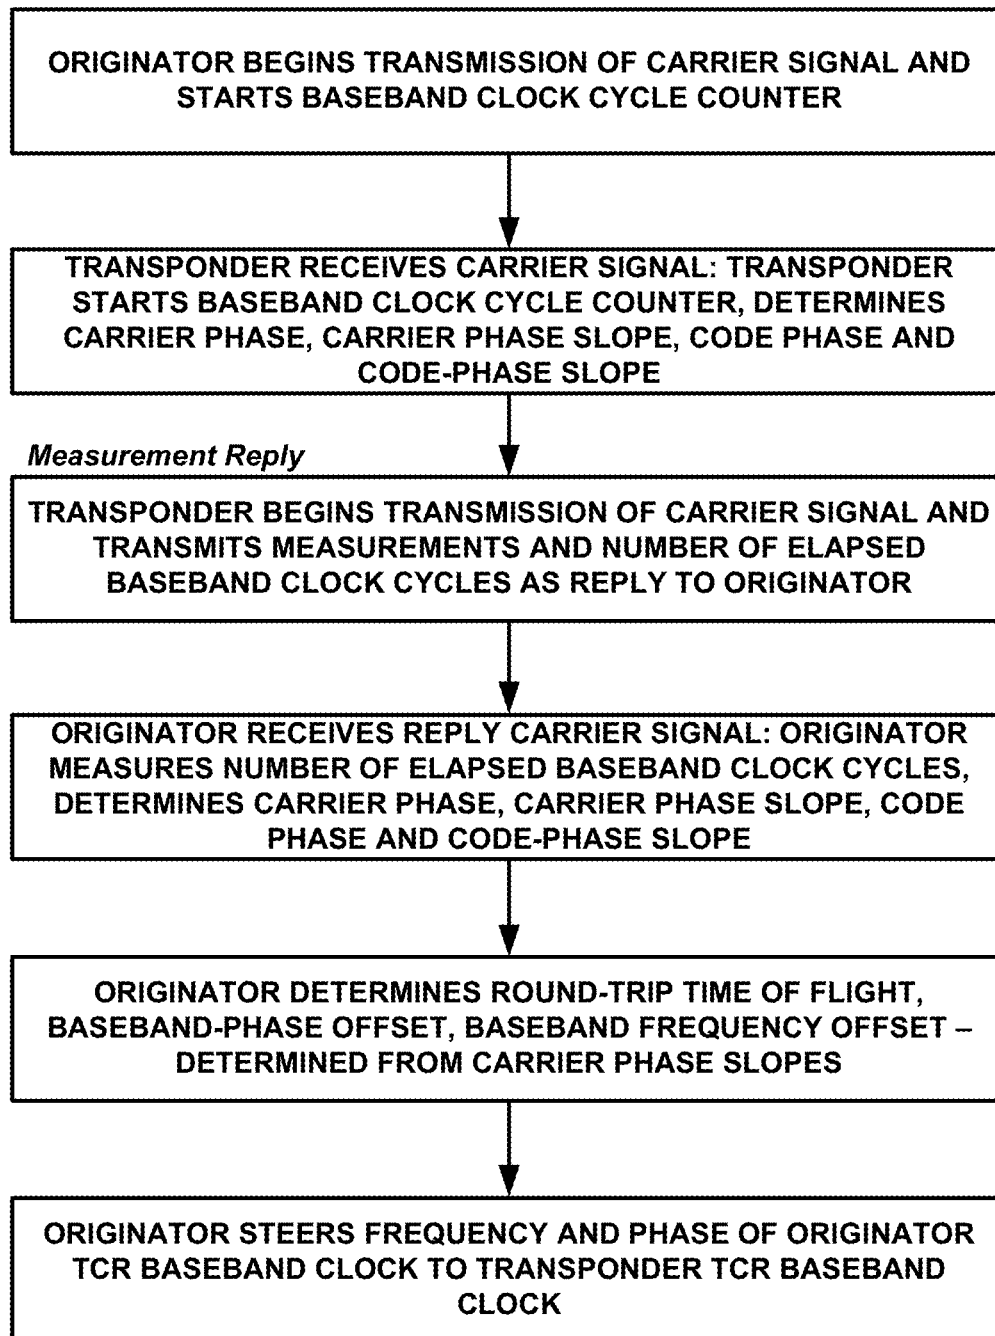 ORIGINATOR BEGINS TRANSMISSION OF CARRIER SIGNAL AND
STARTS BASEBAND CLOCK CYCLE COUNTER
TRANSPONDER RECEIVES CARRIER SIGNAL: TRANSPONDER
STARTS BASEBAND CLOCK CYCLE COUNTER, DETERMINES
CARRIER PHASE, CARRIER PHASE SLOPE, CODE PHASE AND
CODE-PHASE SLOPE
Measurement Reply
TRANSPONDER BEGINS TRANSMISSION OF CARRIER SIGNAL AND
TRANSMITS MEASUREMENTS AND NUMBER OF ELAPSED
BASEBAND CLOCK CYCLES AS REPLY TO ORIGINATOR
ORIGINATOR RECEIVES REPLY CARRIER SIGNAL: ORIGINATOR
MEASURES NUMBER OF ELAPSED BASEBAND CLOCK CYCLES,
DETERMINES CARRIER PHASE, CARRIER PHASE SLOPE, CODE
PHASE AND CODE-PHASE SLOPE
ORIGINATOR DETERMINES ROUND-TRIP TIME OF FLIGHT,
BASEBAND-PHASE OFFSET, BASEBAND FREQUENCY OFFSET –
DETERMINED FROM CARRIER PHASE SLOPES
ORIGINATOR STEERS FREQUENCY AND PHASE OF ORIGINATOR
TCR BASEBAND CLOCK TO TRANSPONDER TCR BASEBAND
CLOCK